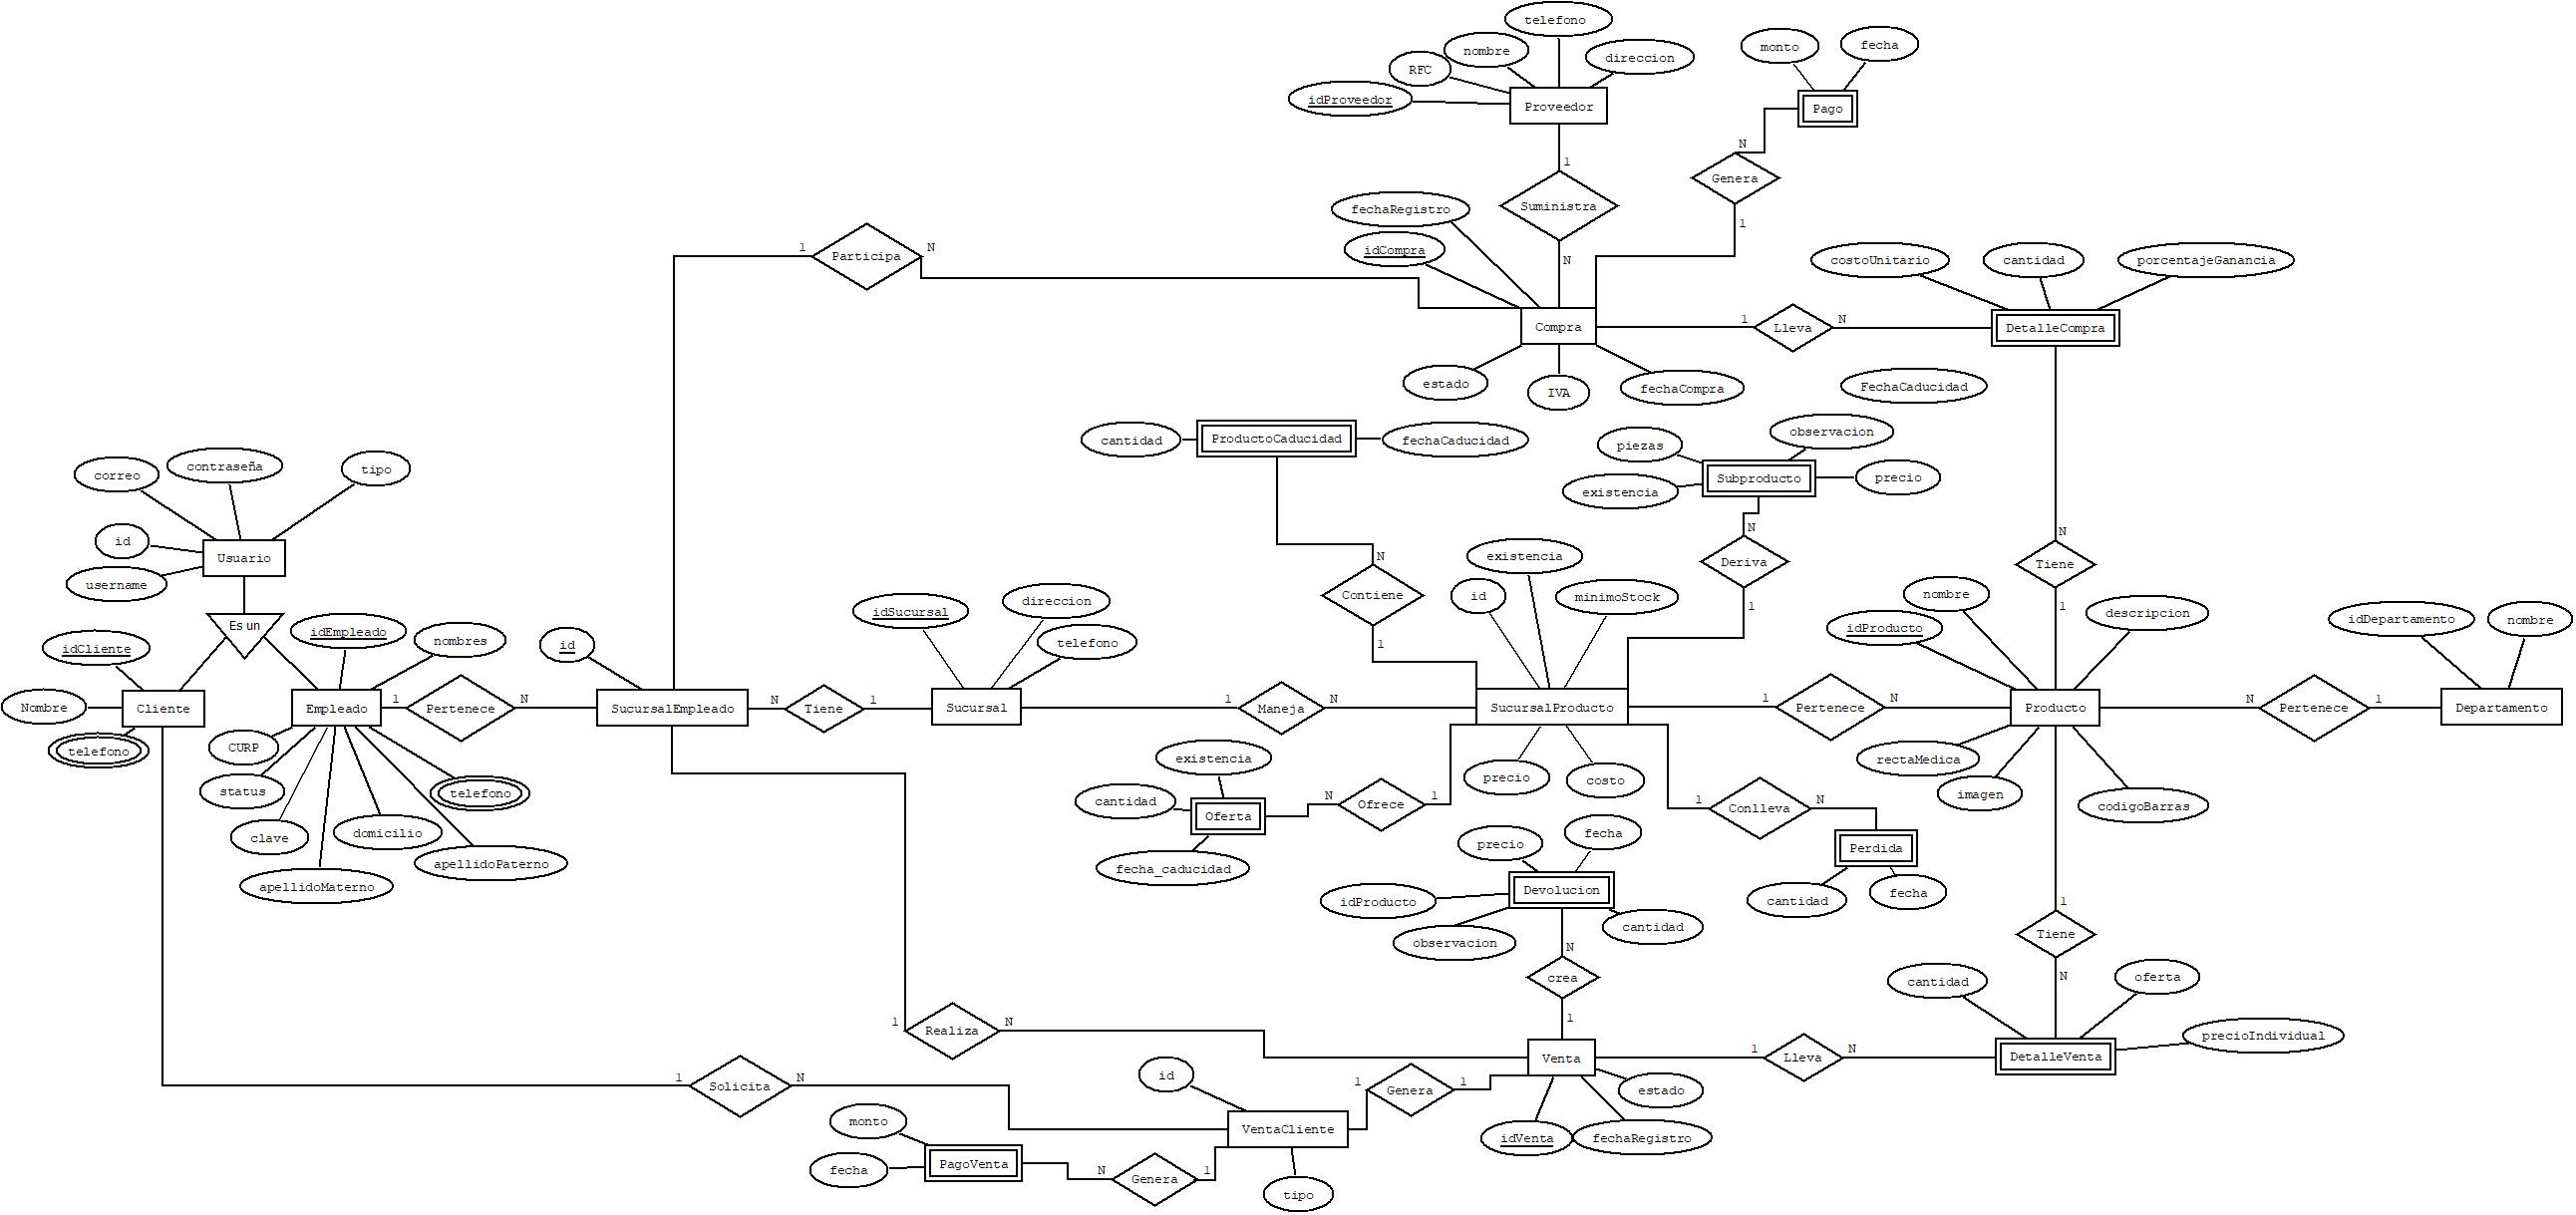 telefono
nombre
direccion
RFC
idProveedor
Proveedor
monto
fecha
Pago
N
Genera
1
1
Suministra
N
fechaRegistro
idCompra
1
Participa
N
costoUnitario
cantidad
porcentajeGanancia
Compra
1
Lleva
N
DetalleCompra
estado
IVA
fechaCompra
FechaCaducidad
cantidad
ProductoCaducidad
fechaCaducidad
piezas
observacion
existencia
Subproducto
precio
N
Deriva
1
correo
contraseña
tipo
id
Usuario
username
Es un
N
Contiene
1
existencia
id
minimoStock
N
Tiene
1
nombre
idProducto
descripcion
idDepartamento
nombre
idSucursal
direccion
telefono
idCliente
idEmpleado
nombres
id
Nombre
Cliente
telefono
Empleado
1
Pertenece
N
SucursalEmpleado
N
Tiene
1
Sucursal
1
Maneja
N
SucursalProducto
1
Pertenece
N
Producto
N
Pertenece
1
Departamento
CURP
status
clave
telefono
domicilio
apellidoPaterno
apellidoMaterno
existencia
cantidad
Oferta
fecha_caducidad
N
Ofrece
1
precio
costo
1
Conlleva
N
Perdida
cantidad
fecha
rectaMedica
imagen
codigoBarras
precio
fecha
idProducto
Devolucion
observacion
cantidad
N
crea
1
1
Tiene
N
cantidad
oferta
precioIndividual
1
Realiza
N
Venta
1
Lleva
N
DetalleVenta
1
Solicita
N
id
1
Genera
1
estado
idVenta
fechaRegistro
monto
fecha
PagoVenta
N
Genera
1
VentaCliente
tipo